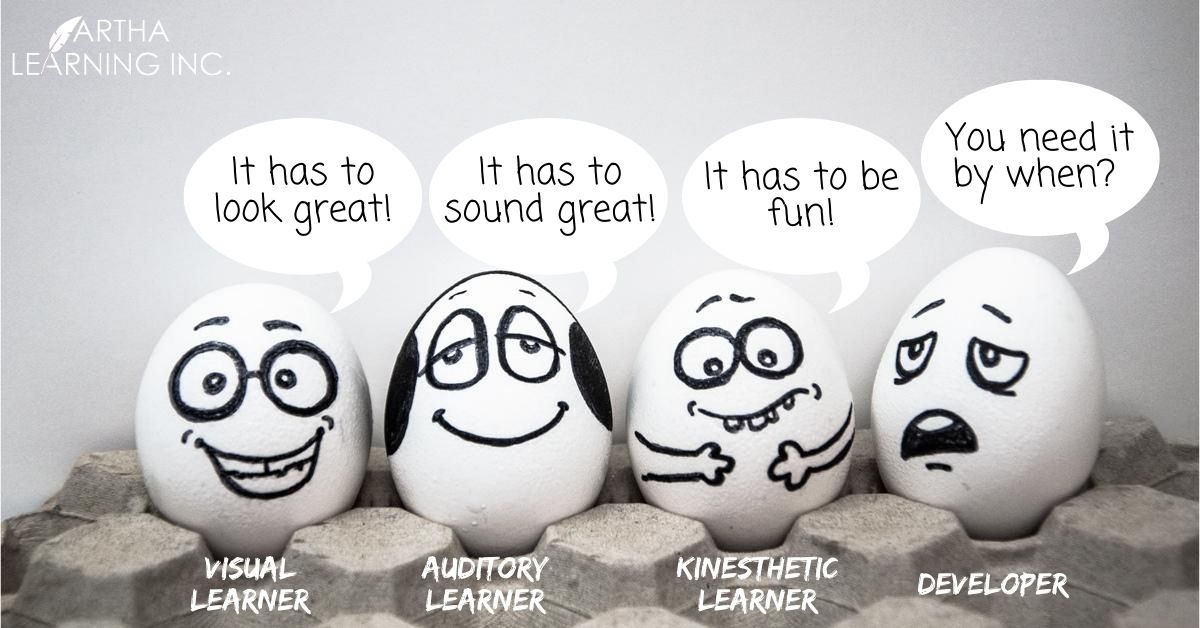 ARTHA
LEARNING INC.
It has to
look great!
It has to
sound great!
It has to be
fun!
You need it
by when?
VISUAL
LEARNER
AUDITORY
LEARNER
KINESTHETIC
LEARNER
DEVELOPER